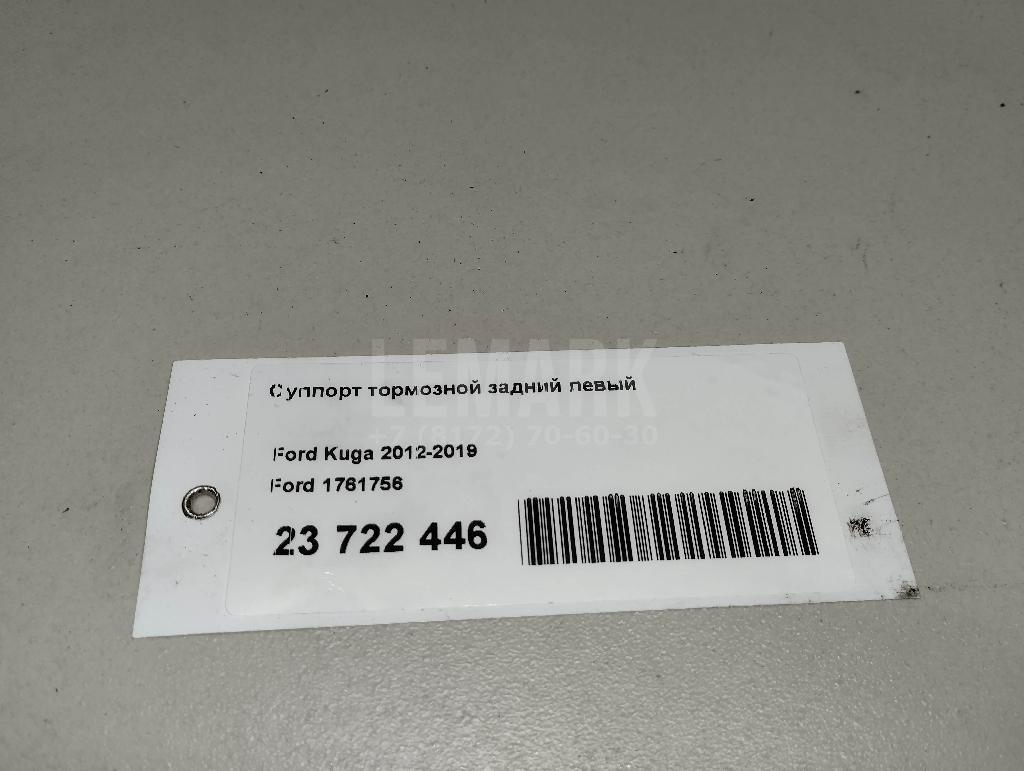 LEMARK
+7 (8172) 70-60-30
Суппорт тормозной задний левый
Ford Kuga 2012-2019
Ford 1761756
23 722 446